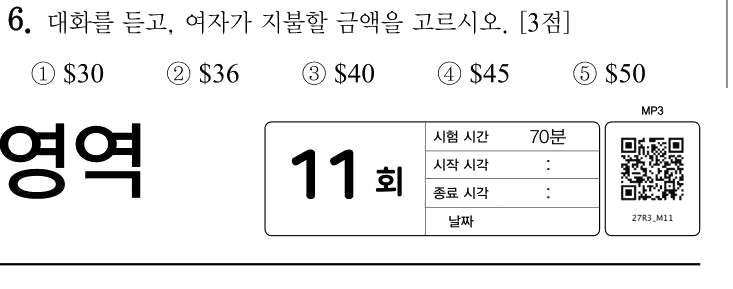 6. 대화를 듣고, 여자가 지불할 금액을 고르시오. [3점]
① $30 ② $36 ③ $40 ④ $45 ⑤ $50
영역
11회
시험 시간 70분
시작 시각 :
종료 시각 :
날짜
MP3
27R3_M11